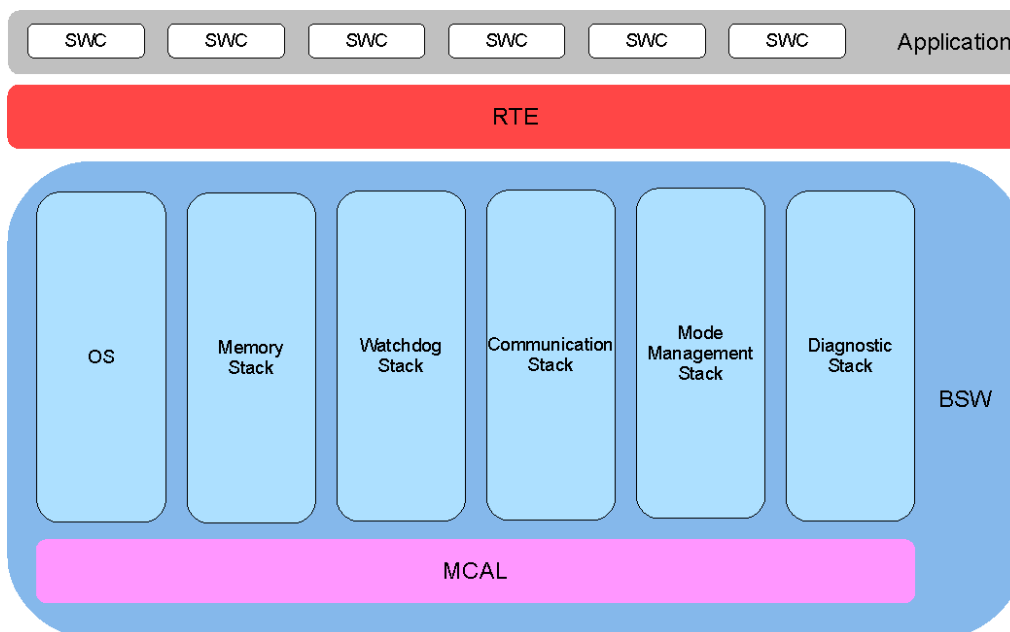 SWC
SWC
SWC
SWC
SWC
SWC
Application
RTE
OS
Memory
Stack
Watchdog
Stack
Communication
Stack
Mode
Management
Stack
Diagnostic
Stack
BSW
MCAL